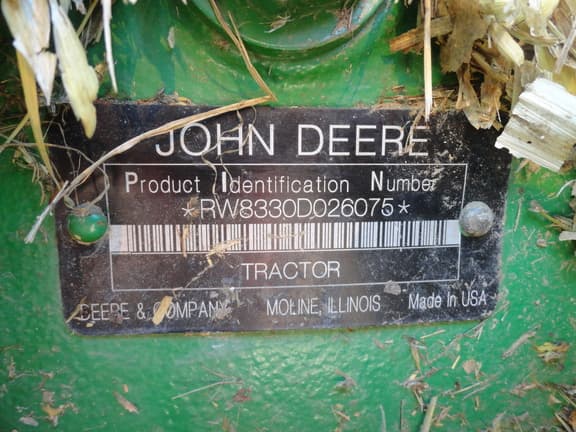 JOHN DEERE
Product Identification Number
*RW8330D026075*
TRACTOR
DEERE & COMPANY MOLINE, ILLINOIS Made In USA